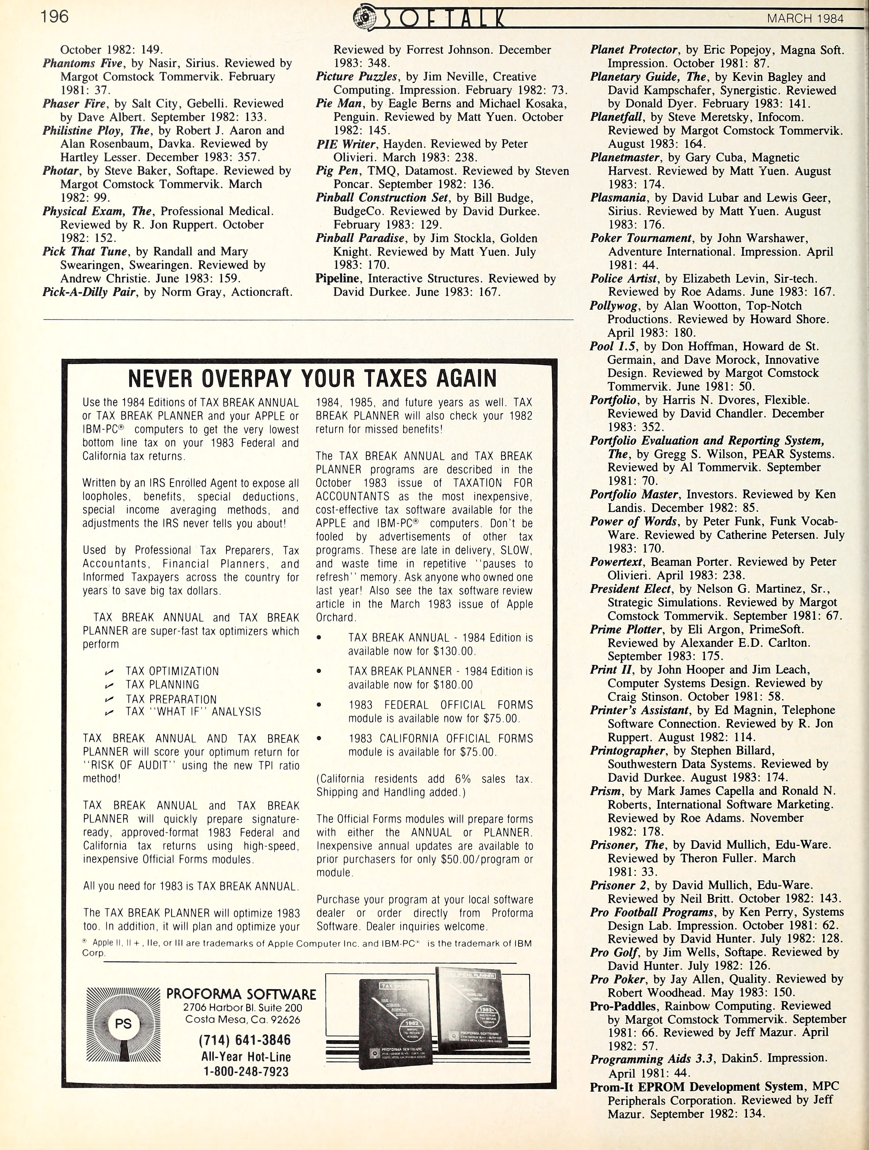 196
SOFTALK
MARCH 1984
October 1982: 149.
Phantoms Five, by Nasir, Sirius. Reviewed by
Margot Comstock Tommervik. February
1981: 37.
Phaser Fire, by Salt City, Gebelli. Reviewed
by Dave Albert. September 1982: 133.
Philistine Ploy, The, by Robert J. Aaron and
Alan Rosenbaum, Davka. Reviewed by
Hartley Lesser. December 1983: 357.
Photar, by Steve Baker, Softape. Reviewed by
Margot Comstock Tommervik. March
1982: 99.
Physical Exam, The, Professional Medical.
Reviewed by R. Jon Ruppert. October
1982: 152.
Pick That Tune, by Randall and Mary
Swearingen, Swearingen. Reviewed by
Andrew Christie. June 1983: 159.
Pick-A-Dilly Pair, by Norm Gray, Actioncraft.
Reviewed by Forrest Johnson. December
1983: 348.
Picture Puzzles, by Jim Neville, Creative
Computing. Impression. February 1982: 73.
Pie Man, by Eagle Berns and Michael Kosaka,
Penguin. Reviewed by Matt Yuen. October
1982: 145.
PIE Writer, Hayden. Reviewed by Peter
Olivieri. March 1983: 238.
Pig Pen, TMQ, Datamost. Reviewed by Steven
Poncar. September 1982: 136.
Pinball Construction Set, by Bill Budge,
BudgeCo. Reviewed by David Durkee.
February 1983: 129.
Pinball Paradise, by Jim Stockla, Golden
Knight. Reviewed by Matt Yuen. July
1983: 170.
Pipeline, Interactive Structures. Reviewed by
David Durkee. June 1983: 167.
Planet Protector, by Eric Popejoy, Magna Soft.
Impression. October 1981: 87.
Planetary Guide, The, by Kevin Bagley and
David Kampschafer, Synergistic. Reviewed
by Donald Dyer. February 1983: 141.
Planetfall, by Steve Meretsky, Infocom.
Reviewed by Margot Comstock Tommervik.
August 1983: 164.
Planetmaster, by Gary Cuba, Magnetic
Harvest. Reviewed by Matt Yuen. August
1983: 174.
Plasmania, by David Lubar and Lewis Geer,
Sirius. Reviewed by Matt Yuen. August
1983: 176.
Poker Tournament, by John Warshawer,
Adventure International. Impression. April
1981: 44.
Police Artist, by Elizabeth Levin, Sir-tech.
Reviewed by Roe Adams. June 1983: 167.
Pollywog, by Alan Wootton, Top-Notch
Productions. Reviewed by Howard Shore.
April 1983: 180.
Pool 1.5, by Don Hoffman, Howard de St.
Germain, and Dave Morock, Innovative
Design. Reviewed by Margot Comstock
Tommervik. June 1981: 50.
Portfolio, by Harris N. Dvores, Flexible.
Reviewed by David Chandler. December
1983: 352.
Portfolio Evaluation and Reporting System,
The, by Gregg S. Wilson, PEAR Systems.
Reviewed by Al Tommervik. September
1981: 70.
Portfolio Master, Investors. Reviewed by Ken
Landis. December 1982: 85.
Power of Words, by Peter Funk, Funk Vocab-
Ware. Reviewed by Catherine Petersen. July
1983: 170.
Powertext, Beaman Porter. Reviewed by Peter
Olivieri. April 1983: 238.
President Elect, by Nelson G. Martinez, Sr.,
Strategic Simulations. Reviewed by Margot
Comstock Tommervik. September 1981: 67.
Prime Plotter, by Eli Argon, PrimeSoft.
Reviewed by Alexander E.D. Carlton.
September 1983: 175.
Print II, by John Hooper and Jim Leach,
Computer Systems Design. Reviewed by
Craig Stinson. October 1981: 58.
Printer's Assistant, by Ed Magnin, Telephone
Software Connection. Reviewed by R. Jon
Ruppert. August 1982: 114.
Printographer, by Stephen Billard,
Southwestern Data Systems. Reviewed by
David Durkee. August 1983: 174.
Prism, by Mark James Capella and Ronald N.
Roberts, International Software Marketing.
Reviewed by Roe Adams. November
1982: 178.
Prisoner, The, by David Mullich, Edu-Ware.
Reviewed by Theron Fuller. March
1981: 33.
Prisoner 2, by David Mullich, Edu-Ware.
Reviewed by Neil Britt. October 1982: 143.
Pro Football Programs, by Ken Perry, Systems
Design Lab. Impression. October 1981: 62.
Reviewed by David Hunter. July 1982: 128.
Pro Golf, by Jim Wells, Softape. Reviewed by
David Hunter. July 1982: 126.
Pro Poker, by Jay Allen, Quality. Reviewed by
Robert Woodhead. May 1983: 150.
Pro-Paddles, Rainbow Computing. Reviewed
by Margot Comstock Tommervik. September
1981: 66. Reviewed by Jeff Mazur. April
1982: 57.
Programming Aids 3.3, Dakin5. Impression.
April 1981: 44.
Prom-It EPROM Development System, MPC
Peripherals Corporation. Reviewed by Jeff
Mazur. September 1982: 134.
NEVER OVERPAY YOUR TAXES AGAIN
Use the 1984 Editions of TAX BREAK ANNUAL
or TAX BREAK PLANNER and your APPLE or
IBM-PC® computers to get the very lowest
bottom line tax on your 1983 Federal and
California tax returns.
Written by an IRS Enrolled Agent to expose all
loopholes, benefits, special deductions,
special income averaging methods, and
adjustments the IRS never tells you about!
Used by Professional Tax Preparers, Tax
Accountants, Financial Planners, and
Informed Taxpayers across the country for
years to save big tax dollars.
TAX BREAK ANNUAL and TAX BREAK
PLANNER are super-fast tax optimizers which
perform
✓ TAX OPTIMIZATION
✓ TAX PLANNING
✓ TAX PREPARATION
✓ TAX "WHAT IF" ANALYSIS
TAX BREAK ANNUAL AND TAX BREAK
PLANNER will score your optimum return for
"RISK OF AUDIT" using the new TPI ratio
method!
TAX BREAK ANNUAL and TAX BREAK
PLANNER will quickly prepare signature-
ready, approved-format 1983 Federal and
California tax returns using high-speed,
inexpensive Official Forms modules.
All you need for 1983 is TAX BREAK ANNUAL.
The TAX BREAK PLANNER will optimize 1983
too. In addition, it will plan and optimize your
1984, 1985, and future years as well. TAX
BREAK PLANNER will also check your 1982
return for missed benefits!
The TAX BREAK ANNUAL and TAX BREAK
PLANNER programs are described in the
October 1983 issue of TAXATION FOR
ACCOUNTANTS as the most inexpensive,
cost-effective tax software available for the
APPLE and IBM-PC® computers. Don't be
fooled by advertisements of other tax
programs. These are late in delivery, SLOW,
and waste time in repetitive "pauses to
refresh" memory. Ask anyone who owned one
last year! Also see the tax software review
article in the March 1983 issue of Apple
Orchard.
• TAX BREAK ANNUAL - 1984 Edition is
available now for $130.00.
• TAX BREAK PLANNER - 1984 Edition is
available now for $180.00
• 1983 FEDERAL OFFICIAL FORMS
module is available now for $75.00.
• 1983 CALIFORNIA OFFICIAL FORMS
module is available for $75.00.
(California residents add 6% sales tax.
Shipping and Handling added.)
The Official Forms modules will prepare forms
with either the ANNUAL or PLANNER.
Inexpensive annual updates are available to
prior purchasers for only $50.00/program or
module.
Purchase your program at your local software
dealer or order directly from Proforma
Software. Dealer inquiries welcome.
® Apple II, II+, IIe, or III are trademarks of Apple Computer Inc. and IBM-PC® is the trademark of IBM
Corp.
PS
PROFORMA SOFTWARE
2706 Harbor Bl. Suite 200
Costa Mesa, Ca. 92626
(714) 641-3846
All-Year Hot-Line
1-800-248-7923